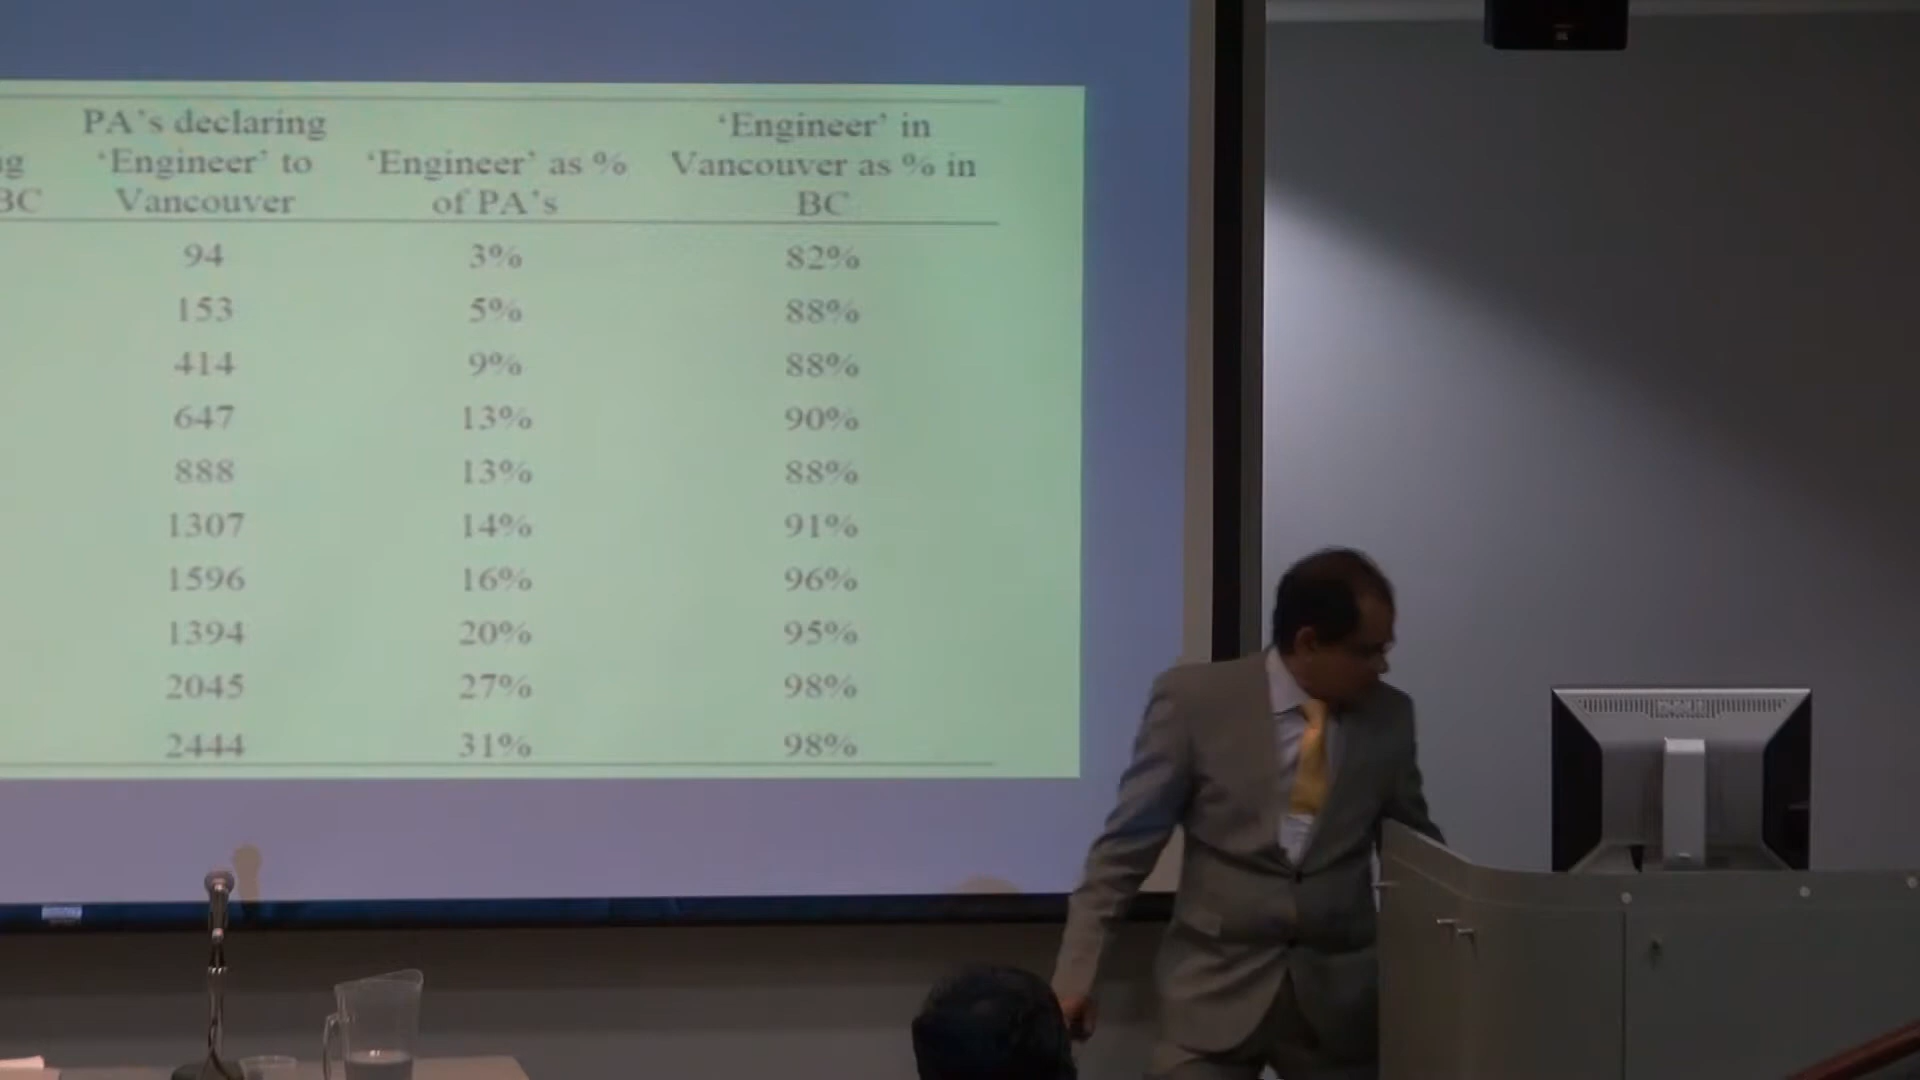 PA's declaring
'Engineer' to
Vancouver
'Engineer' as %
of PA's
'Engineer' in
Vancouver as % in
BC
BC
94 3% 82%
153 5% 88%
414 9% 88%
647 13% 90%
888 13% 88%
1307 14% 91%
1596 16% 96%
1394 20% 95%
2045 27% 98%
2444 31% 98%